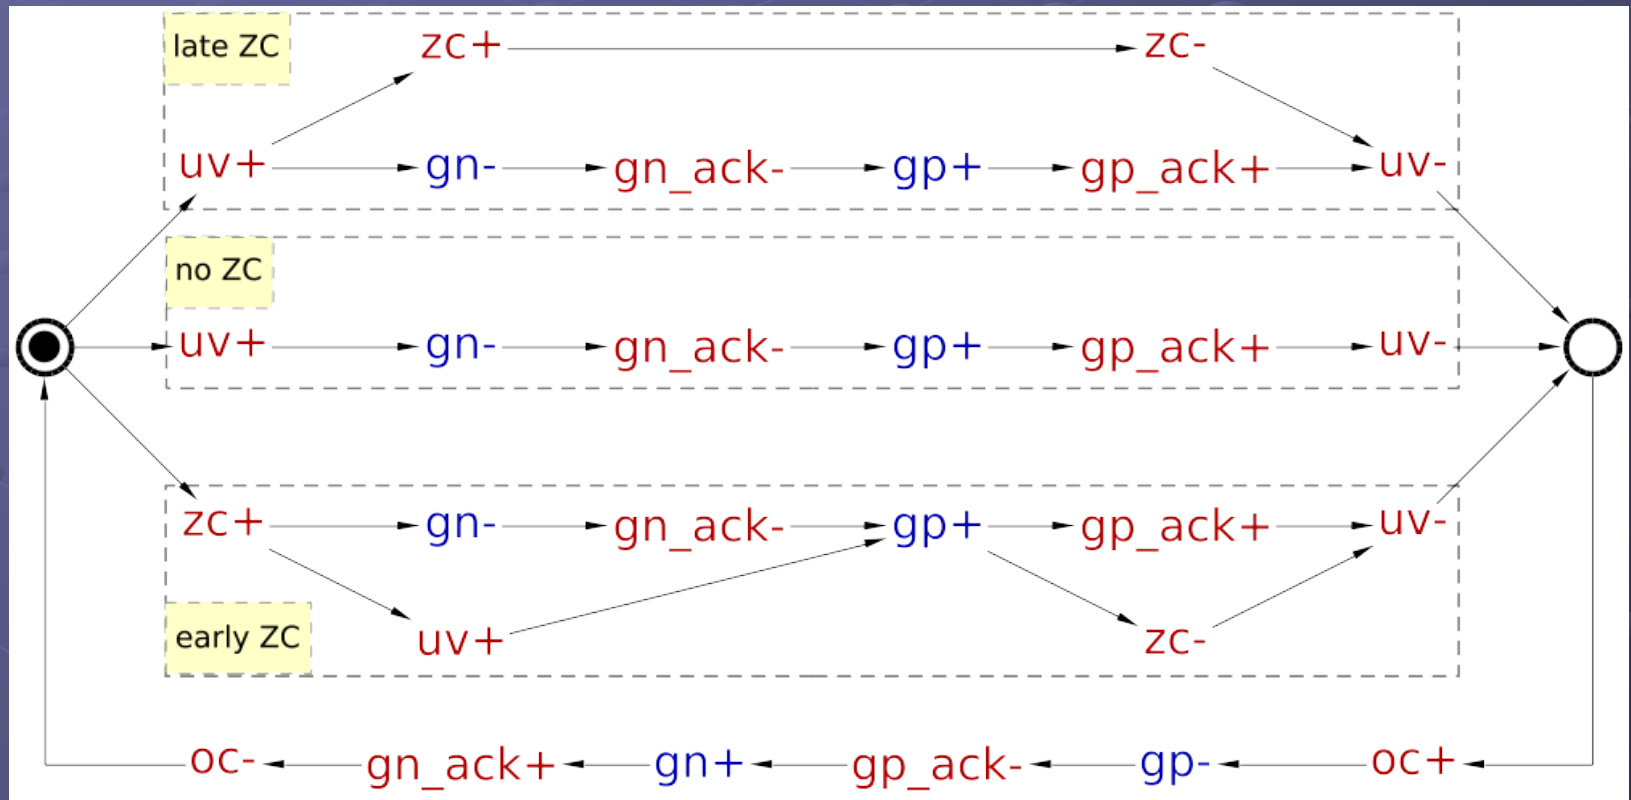 late ZC
zc+ zc-
uv+ gn- gn_ack- gp+ gp_ack+ uv-
no ZC
uv+ gn- gn_ack- gp+ gp_ack+ uv-
zc+ gn- gn_ack- gp+ gp_ack+ uv-
early ZC
uv+ zc-
oc- gn_ack+ gn+ gp_ack- gp- oc+